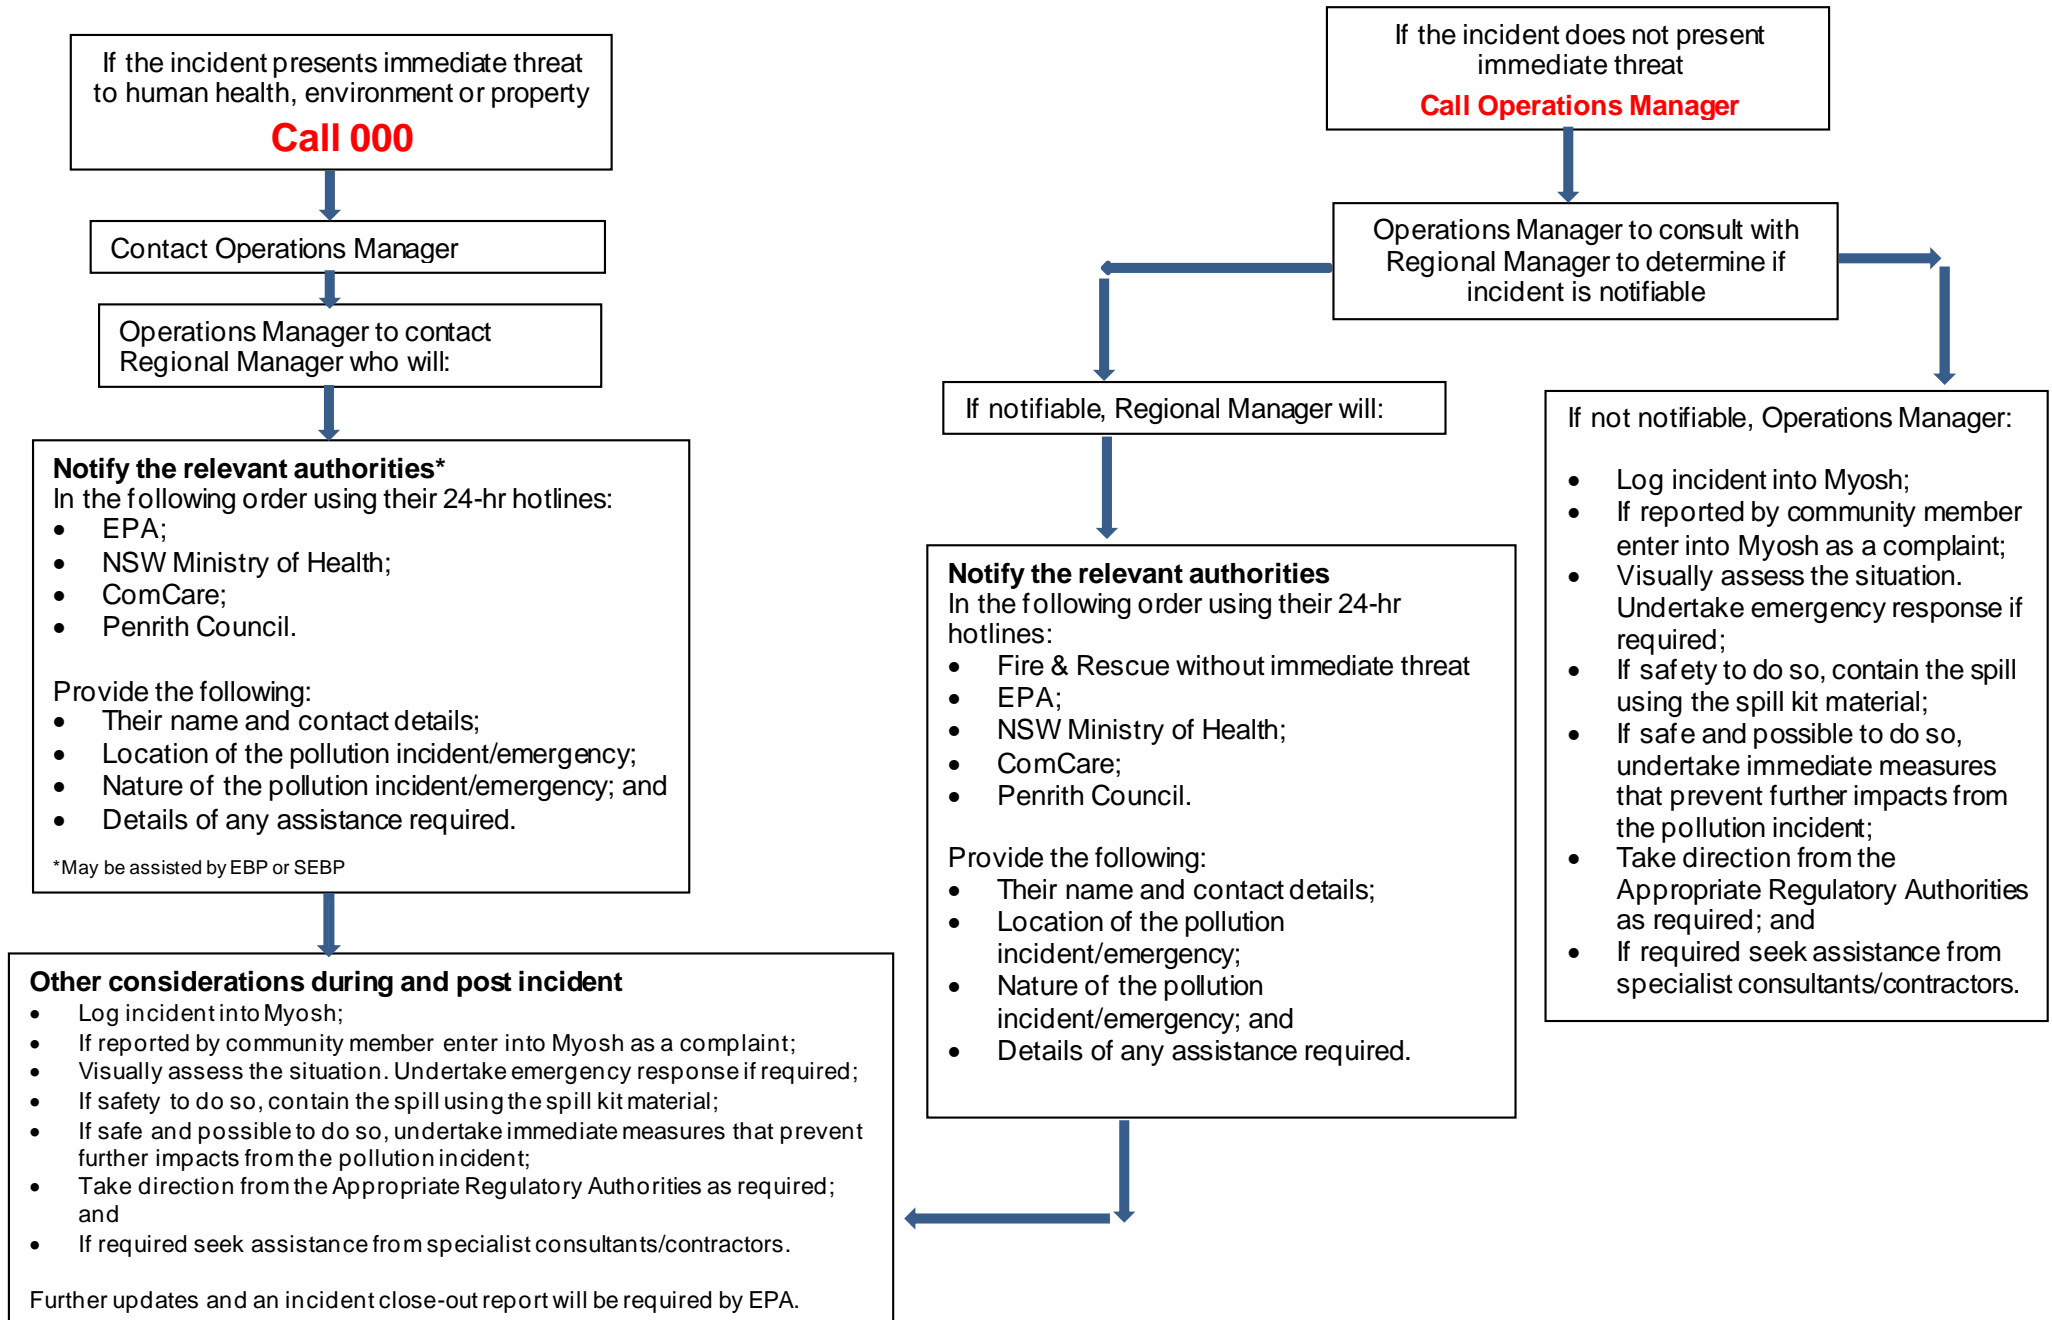 If the incident presents immediate threat
to human health, environment or property
Call 000
Contact Operations Manager
Operations Manager to contact
Regional Manager who will:
Notify the relevant authorities*
In the following order using their 24-hr hotlines:
• EPA;
• NSW Ministry of Health;
• ComCare;
• Penrith Council.
Provide the following:
• Their name and contact details;
• Location of the pollution incident/emergency;
• Nature of the pollution incident/emergency; and
• Details of any assistance required.
*May be assisted by EBP or SEBP
Other considerations during and post incident
• Log incident into Myosh;
• If reported by community member enter into Myosh as a complaint;
• Visually assess the situation. Undertake emergency response if required;
• If safety to do so, contain the spill using the spill kit material;
• If safe and possible to do so, undertake immediate measures that prevent
further impacts from the pollution incident;
• Take direction from the Appropriate Regulatory Authorities as required;
and
• If required seek assistance from specialist consultants/contractors.
Further updates and an incident close-out report will be required by EPA.
If the incident does not present
immediate threat
Call Operations Manager
Operations Manager to consult with
Regional Manager to determine if
incident is notifiable
If notifiable, Regional Manager will:
Notify the relevant authorities
In the following order using their 24-hr
hotlines:
• Fire & Rescue without immediate threat
• EPA;
• NSW Ministry of Health;
• ComCare;
• Penrith Council.
Provide the following:
• Their name and contact details;
• Location of the pollution
incident/emergency;
• Nature of the pollution
incident/emergency; and
• Details of any assistance required.
If not notifiable, Operations Manager:
• Log incident into Myosh;
• If reported by community member
enter into Myosh as a complaint;
• Visually assess the situation.
Undertake emergency response if
required;
• If safety to do so, contain the spill
using the spill kit material;
• If safe and possible to do so,
undertake immediate measures
that prevent further impacts from
the pollution incident;
• Take direction from the
Appropriate Regulatory Authorities
as required; and
• If required seek assistance from
specialist consultants/contractors.